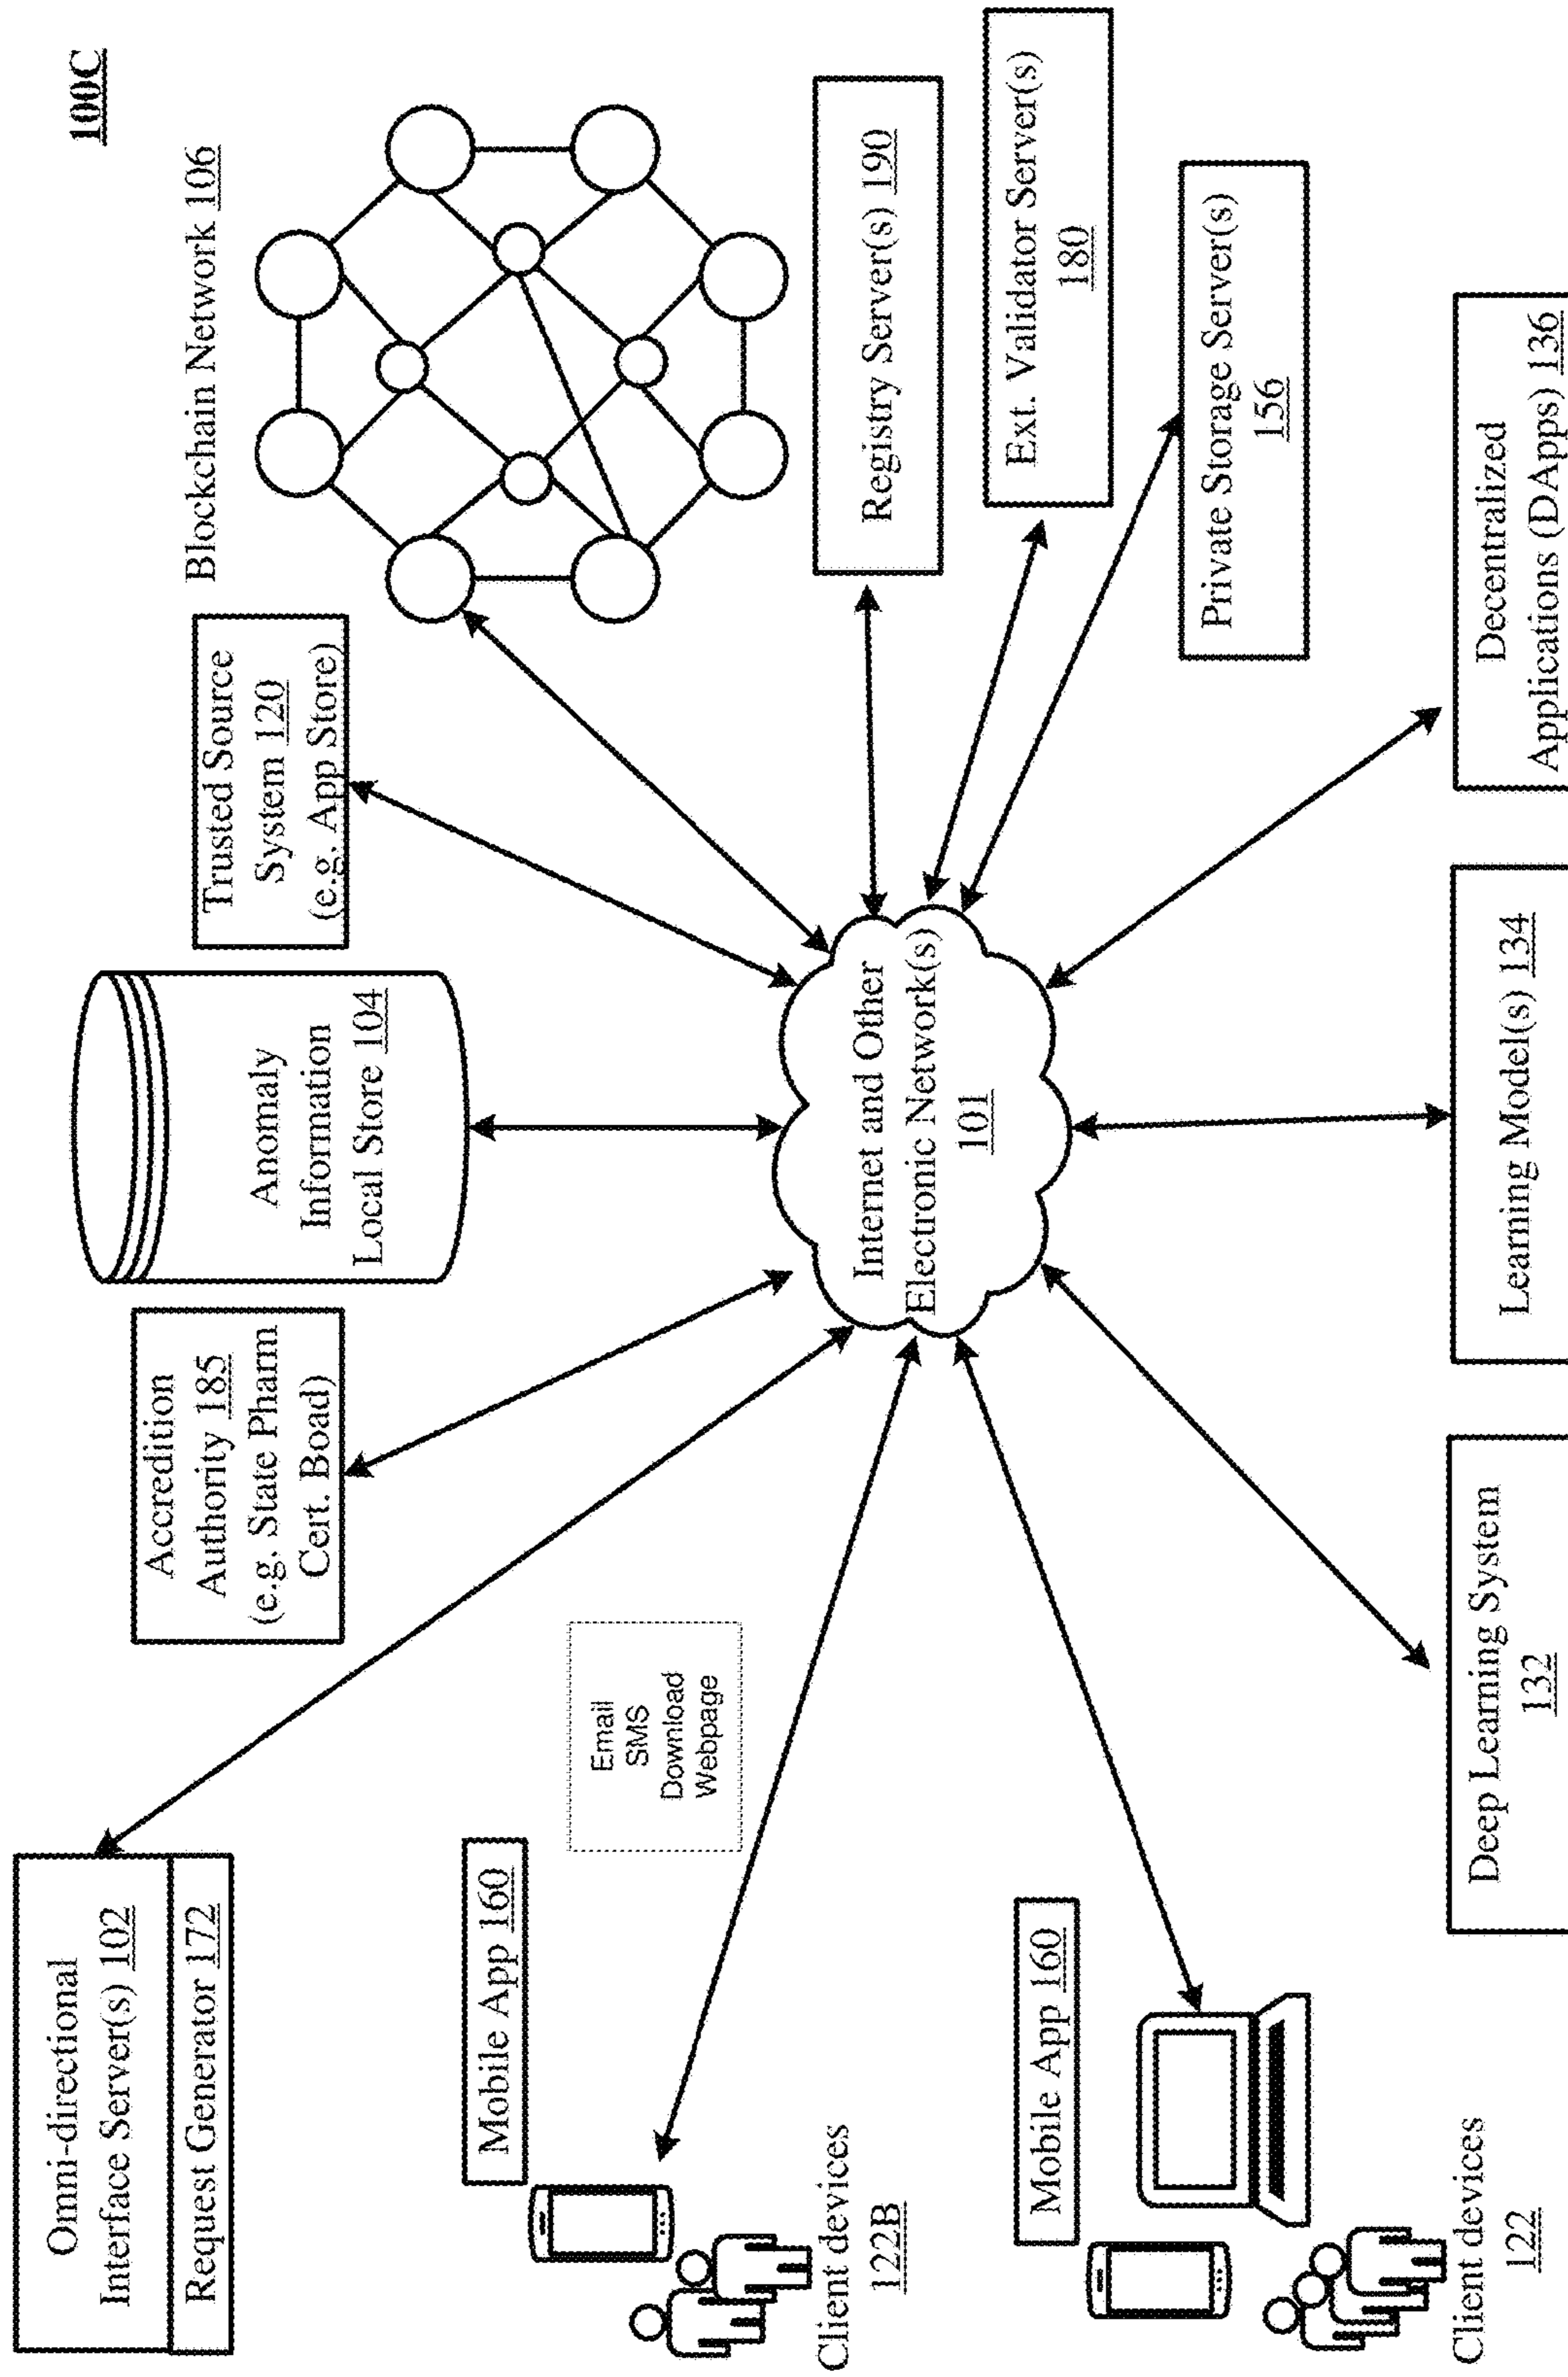 100C
Omni-directional
Interface Server(s) 102
Request Generator 172
Accredition
Authority 185
(e.g. State Pharm
Cert. Boad)
Anomaly
Information
Local Store 104
Trusted Source
System 120
(e.g. App Store)
Blockchain Network 106
Mobile App 160
Client devices
122B
Email
SMS
Download
Webpage
Internet and Other
Electronic Network(s)
101
Registry Server(s) 190
Ext. Validator Server(s)
180
Private Storage Server(s)
156
Mobile App 160
Client devices
122
Deep Learning System
132
Learning Model(s) 134
Decentralized
Applications (DApps) 136